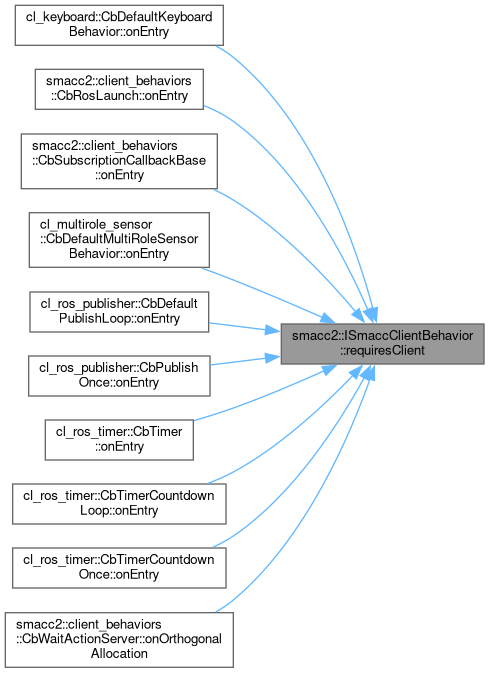 cl_keyboard::CbDefaultKeyboard
Behavior::onEntry
smacc2::client_behaviors
::CbRosLaunch::onEntry
smacc2::client_behaviors
::CbSubscriptionCallbackBase
::onEntry
cl_multirole_sensor
::CbDefaultMultiRoleSensor
Behavior::onEntry
cl_ros_publisher::CbDefault
PublishLoop::onEntry
smacc2::ISmaccClientBehavior
::requiresClient
cl_ros_publisher::CbPublish
Once::onEntry
cl_ros_timer::CbTimer
::onEntry
cl_ros_timer::CbTimerCountdown
Loop::onEntry
cl_ros_timer::CbTimerCountdown
Once::onEntry
smacc2::client_behaviors
::CbWaitActionServer::onOrthogonal
Allocation